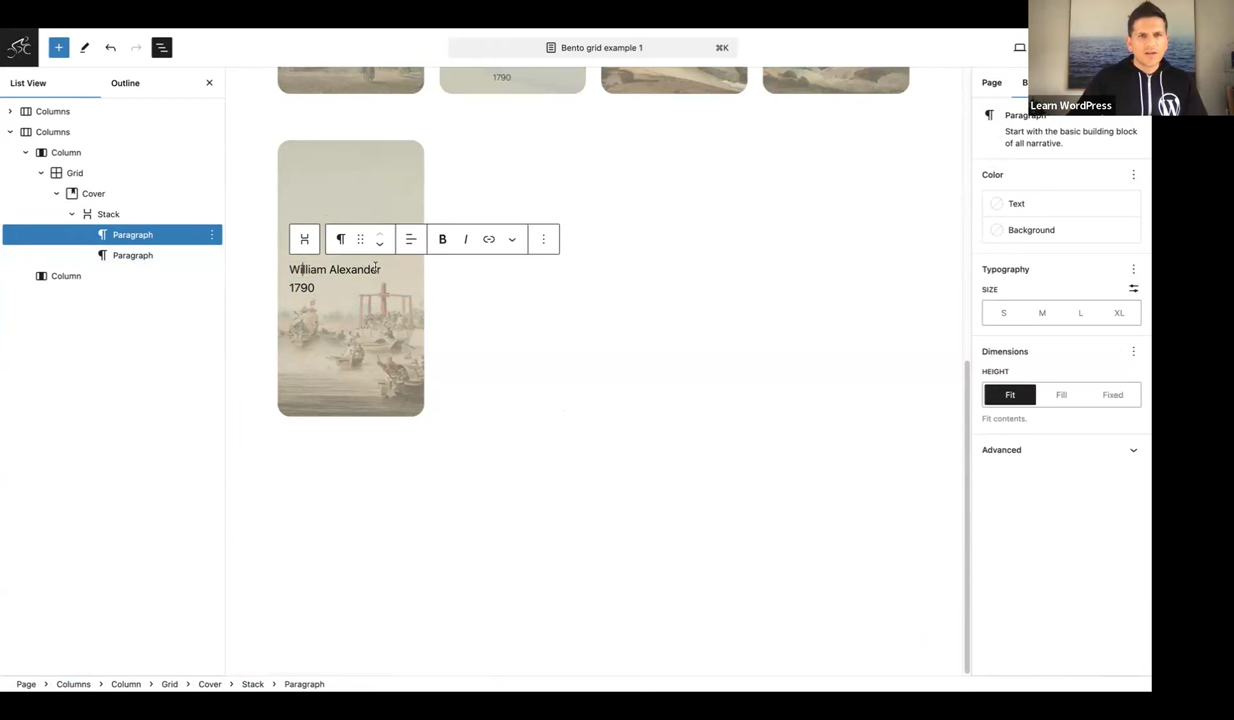 Bento grid example 1
⌘K
List View
Outline
Columns
Columns
Column
Grid
Cover
Stack
Paragraph
Paragraph
Column
1790
William Alexander
1790
B
I
Page
Paragraph
Start with the basic building block
of all narrative.
Color
Text
Background
Typography
SIZE
S
M
L
XL
Dimensions
HEIGHT
Fit
Fill
Fixed
Fit contents.
Advanced
Learn WordPress
Page
Columns
Column
Grid
Cover
Stack
Paragraph